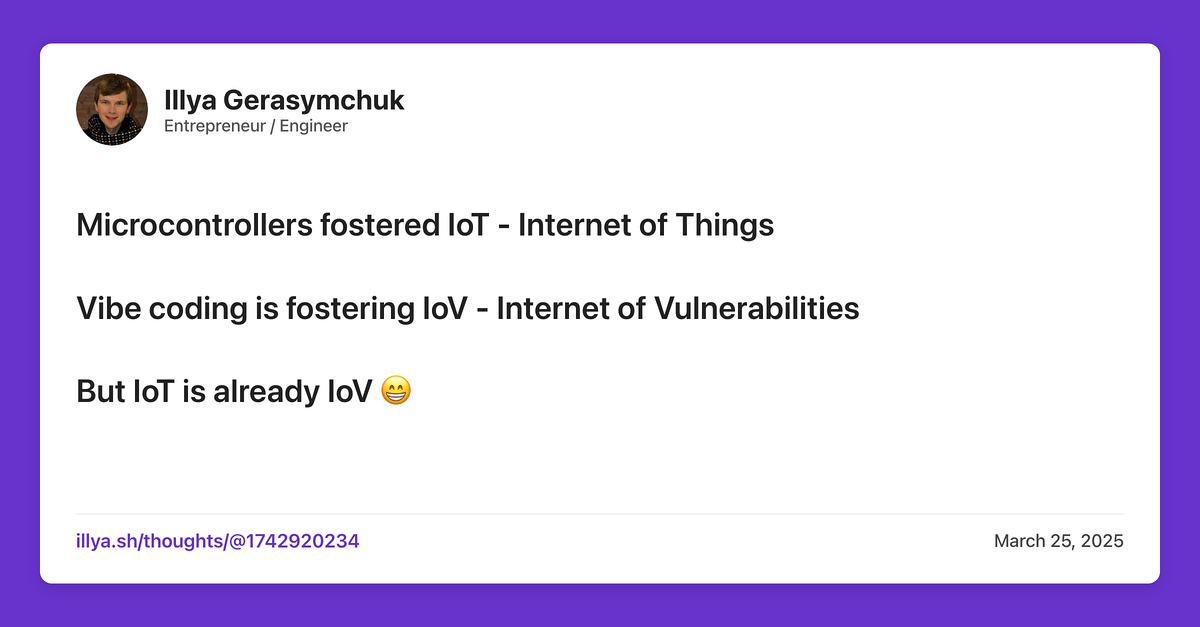 Illya Gerasymchuk
Entrepreneur / Engineer
Microcontrollers fostered IoT - Internet of Things
Vibe coding is fostering IoV - Internet of Vulnerabilities
But IoT is already IoV 😁
illya.sh/thoughts/@1742920234
March 25, 2025